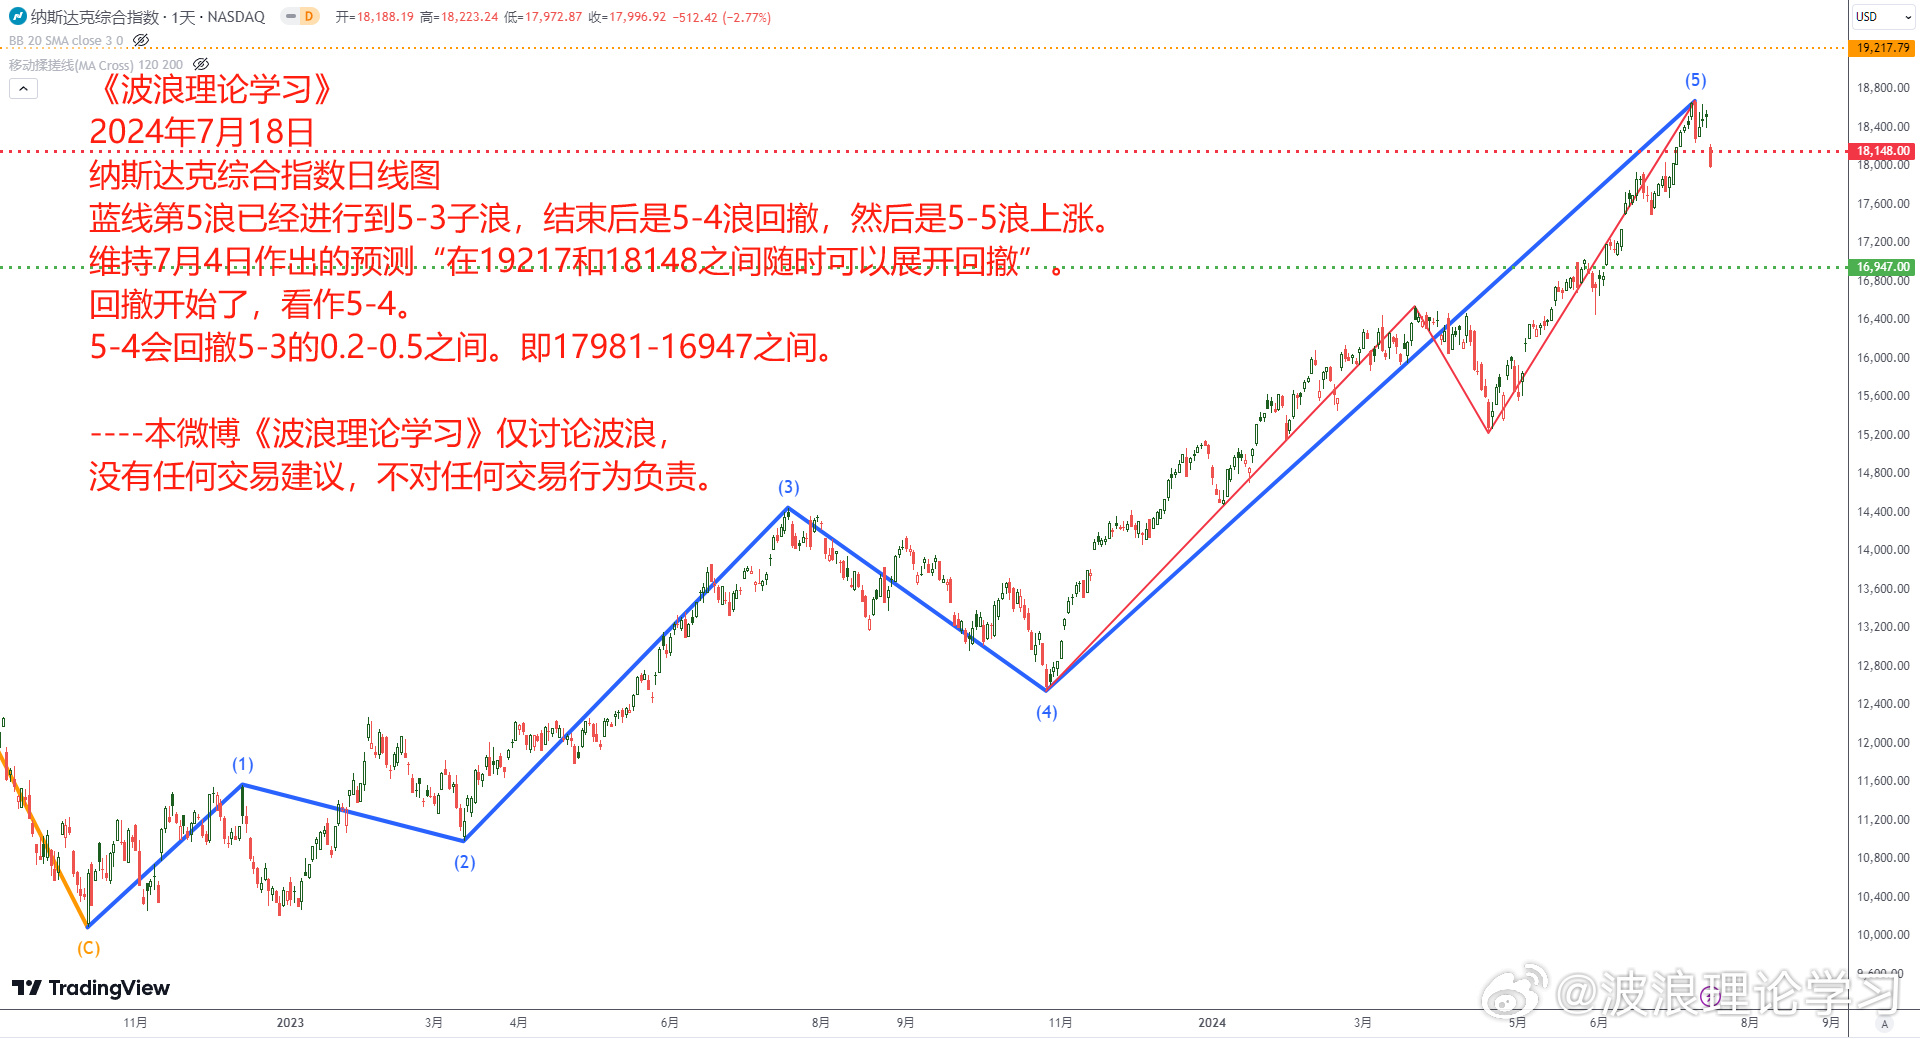 纳斯达克综合指数 · 1天 · NASDAQ D 开=18,188.19 高=18,223.24 低=17,972.87 收=17,996.92 −512.42 (−2.77%)
USD
BB 20 SMA close 3 0
19,217.79
移动揉搓线(MA Cross) 120 200
(5)
18,800.00
《波浪理论学习》
2024年7月18日
18,400.00
18,148.00
18,000.00
纳斯达克综合指数日线图
17,600.00
蓝线第5浪已经进行到5-3子浪，结束后是5-4浪回撤，然后是5-5浪上涨。
17,200.00
维持7月4日作出的预测“在19217和18148之间随时可以展开回撤”。
16,947.00
16,800.00
回撤开始了，看作5-4。
16,400.00
5-4会回撤5-3的0.2-0.5之间。即17981-16947之间。
16,000.00
15,600.00
----本微博《波浪理论学习》仅讨论波浪，
15,200.00
没有任何交易建议，不对任何交易行为负责。
14,800.00
(3)
14,400.00
14,000.00
13,600.00
13,200.00
12,800.00
(4)
12,400.00
12,000.00
(1)
11,600.00
11,200.00
(2)
10,800.00
10,400.00
(C)
10,000.00
9,600.00
TradingView
@波浪理论学习
11月 2023 3月 4月 6月 8月 9月 11月 2024 3月 5月 6月 8月 9月
A